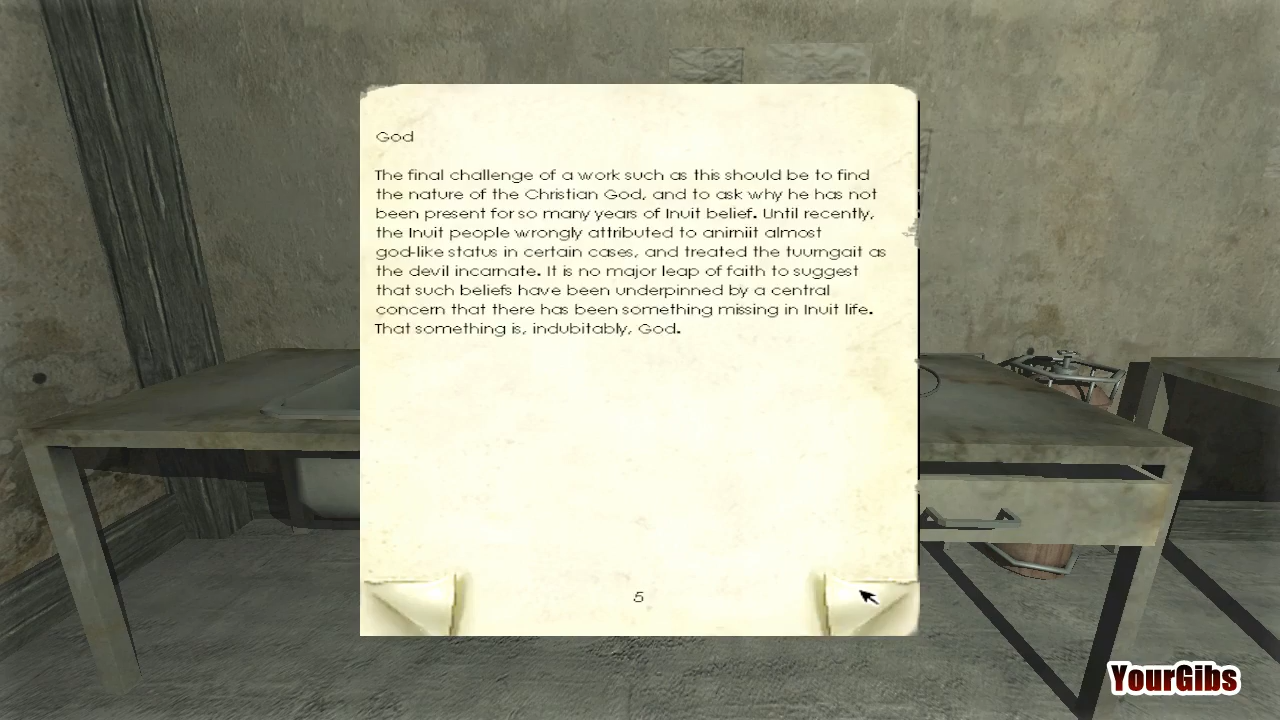 God
The final challenge of a work such as this should be to find
the nature of the Christian God, and to ask why he has not
been present for so many years of Inuit belief. Until recently,
the Inuit people wrongly attributed to anirniit almost
god-like status in certain cases, and treated the tuurngait as
the devil incarnate. It is no major leap of faith to suggest
that such beliefs have been underpinned by a central
concern that there has been something missing in Inuit life.
That something is, indubitably, God.
5
YourGibs